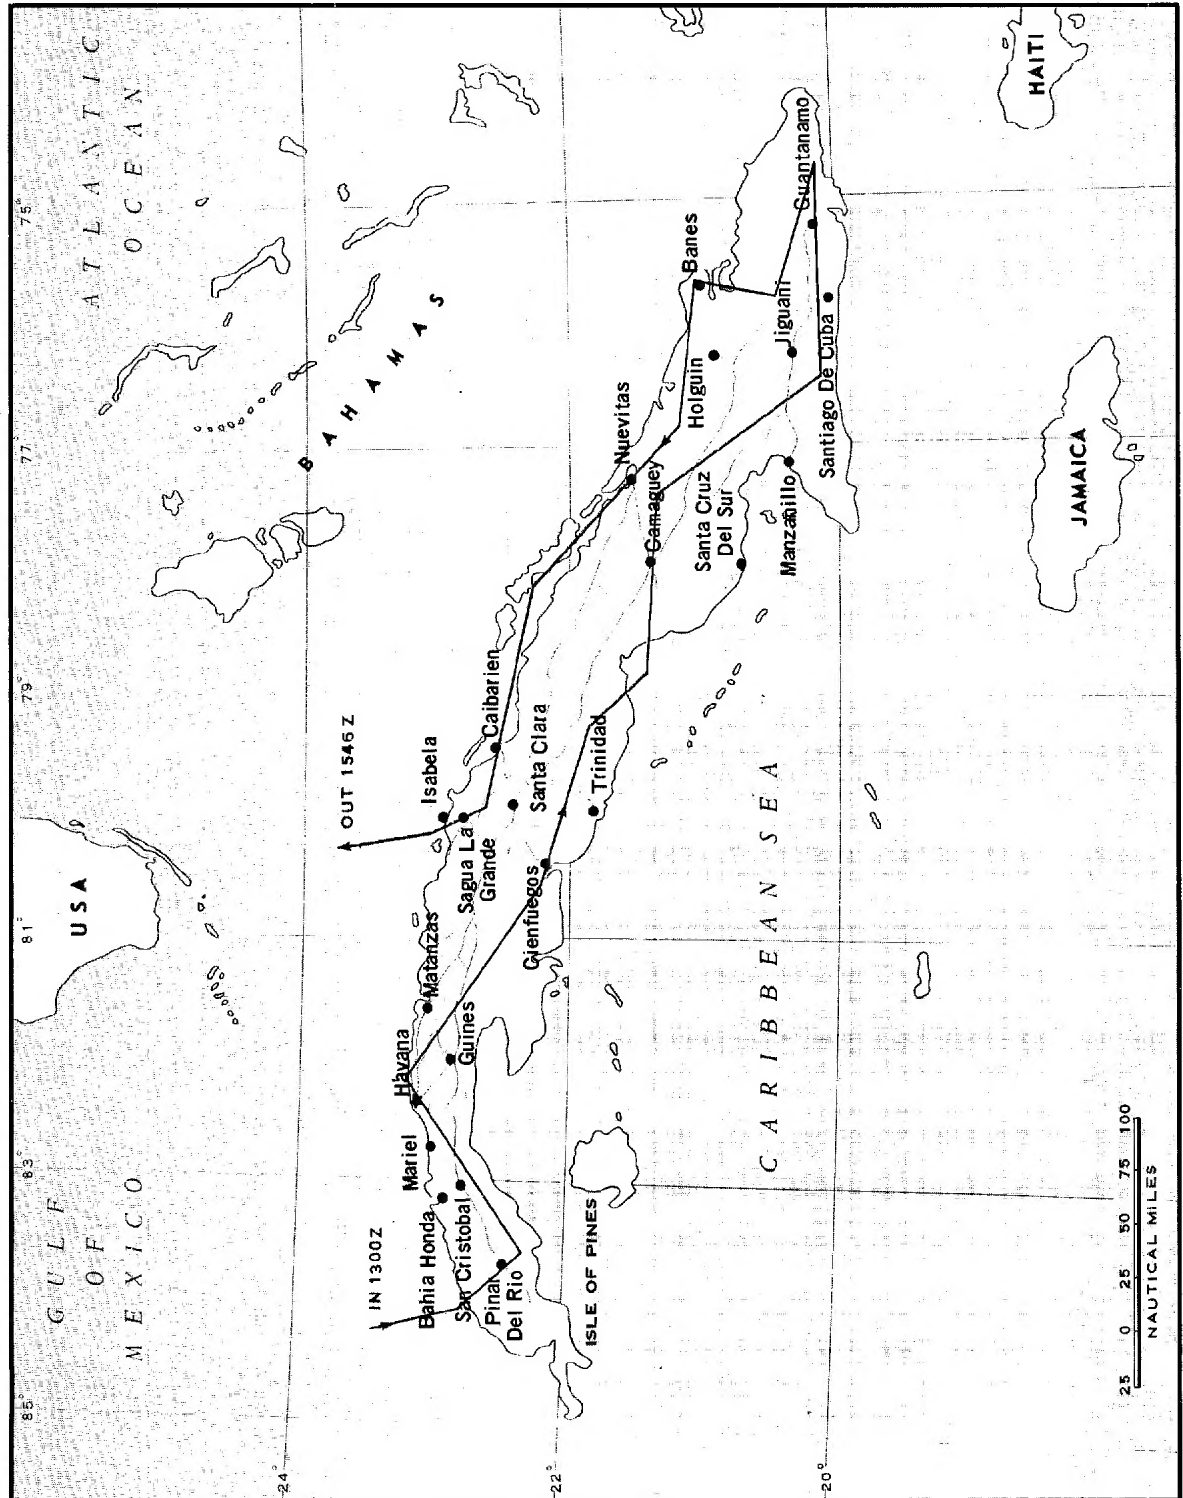 85°
83°
81°
79°
77
75°
24°
22°
20°
GULF
OF
MEXICO
USA
ATLANTIC
OCEAN
BAHAMAS
IN 1300Z
OUT 1546Z
Bahia Honda
Mariel
Havana
San Cristobal
Pinar
Del Rio
Guines
Matanzas
Isabela
Sagua La
Grande
Caibarien
Santa Clara
Cienfuegos
Trinidad
Nuevitas
Camaguey
Santa Cruz
Del Sur
Holguin
Banes
Manzanillo
Jiguani
Santiago De Cuba
Guantanamo
ISLE OF PINES
CARIBBEAN SEA
JAMAICA
HAITI
25 0 25 50 75 100
NAUTICAL MILES